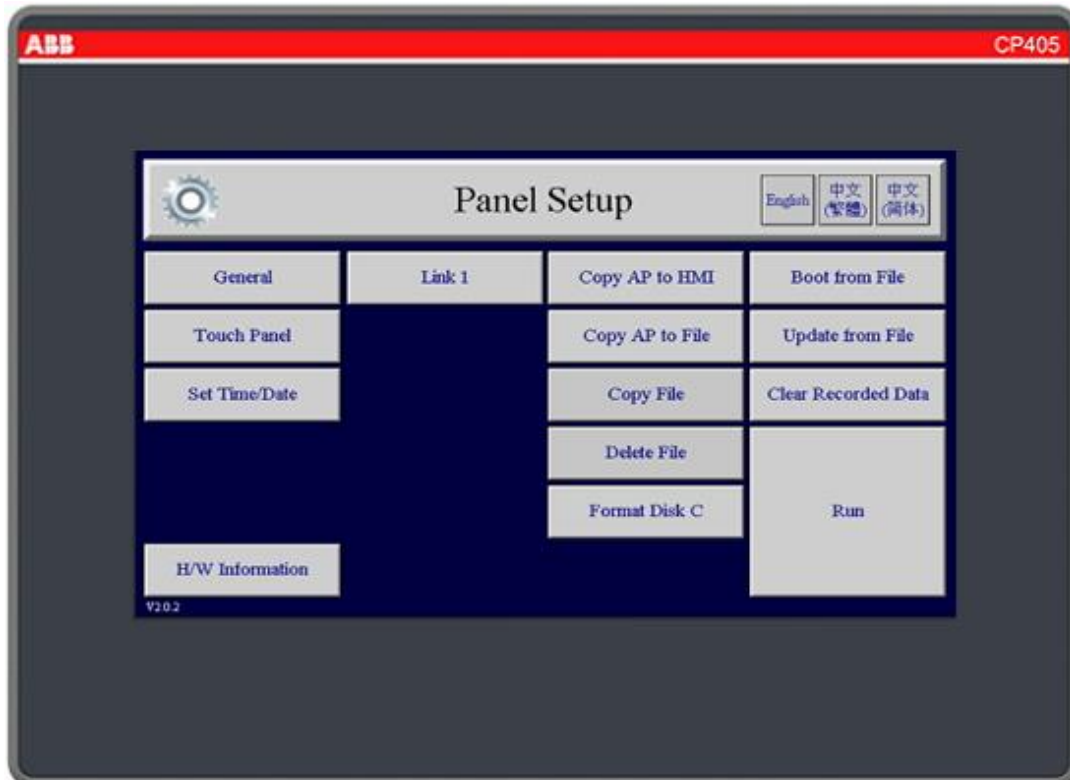 ABB
CP405
Panel Setup
English
中文
(繁體)
中文
(简体)
General
Link 1
Copy AP to HMI
Boot from File
Touch Panel
Copy AP to File
Update from File
Set Time/Date
Copy File
Clear Recorded Data
Delete File
Format Disk C
Run
H/W Information
V2.0.2